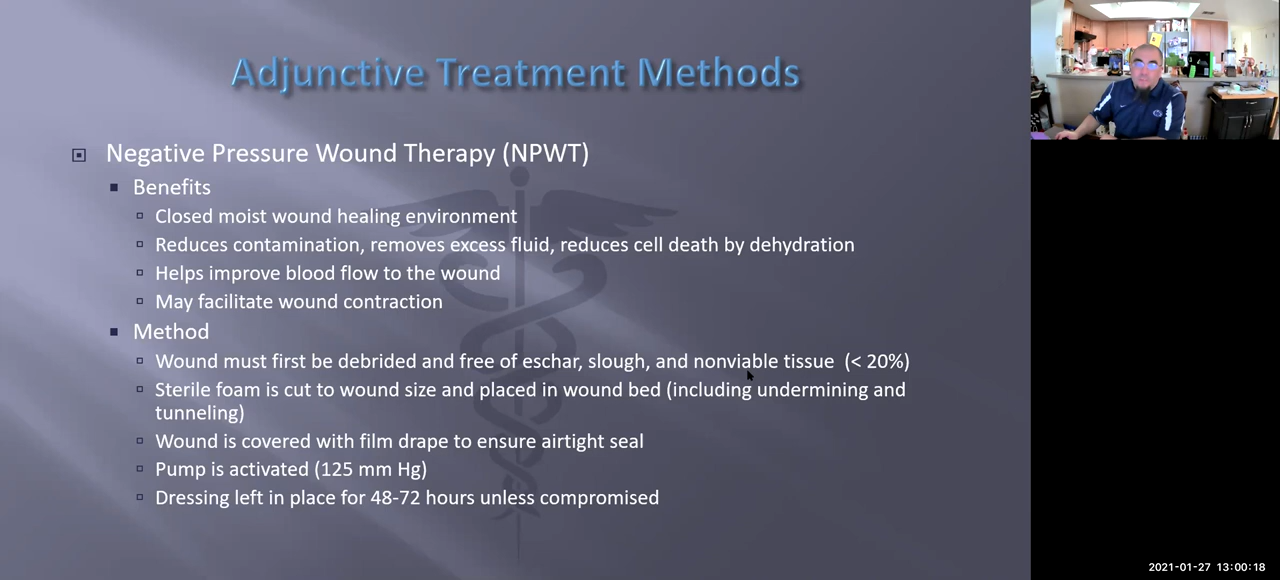 Adjunctive Treatment Methods
Negative Pressure Wound Therapy (NPWT)
Benefits
Closed moist wound healing environment
Reduces contamination, removes excess fluid, reduces cell death by dehydration
Helps improve blood flow to the wound
May facilitate wound contraction
Method
Wound must first be debrided and free of eschar, slough, and nonviable tissue (< 20%)
Sterile foam is cut to wound size and placed in wound bed (including undermining and
tunneling)
Wound is covered with film drape to ensure airtight seal
Pump is activated (125 mm Hg)
Dressing left in place for 48-72 hours unless compromised
2021-01-27 13:00:18